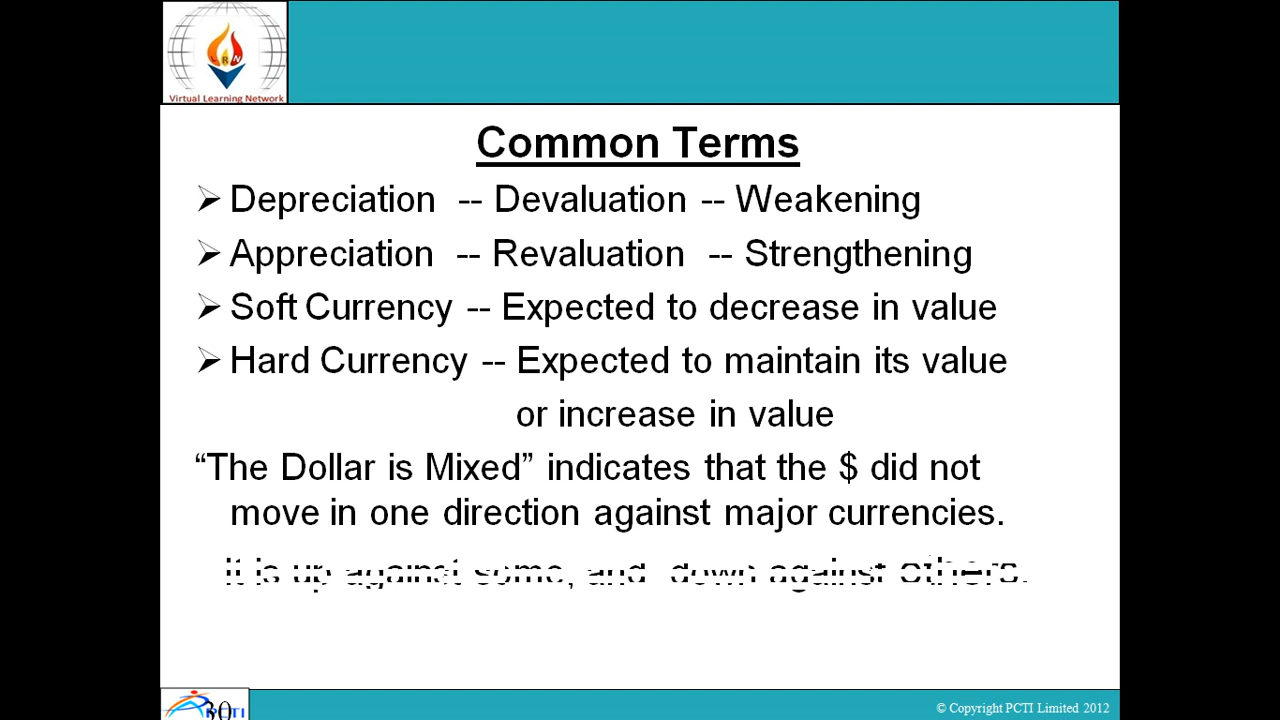 LRN
Virtual Learning Network
Common Terms
➢ Depreciation -- Devaluation -- Weakening
➢ Appreciation -- Revaluation -- Strengthening
➢ Soft Currency -- Expected to decrease in value
➢ Hard Currency -- Expected to maintain its value
or increase in value
“The Dollar is Mixed” indicates that the $ did not
move in one direction against major currencies.
It is up against some, and down against others.
30
PCTI
© Copyright PCTI Limited 2012